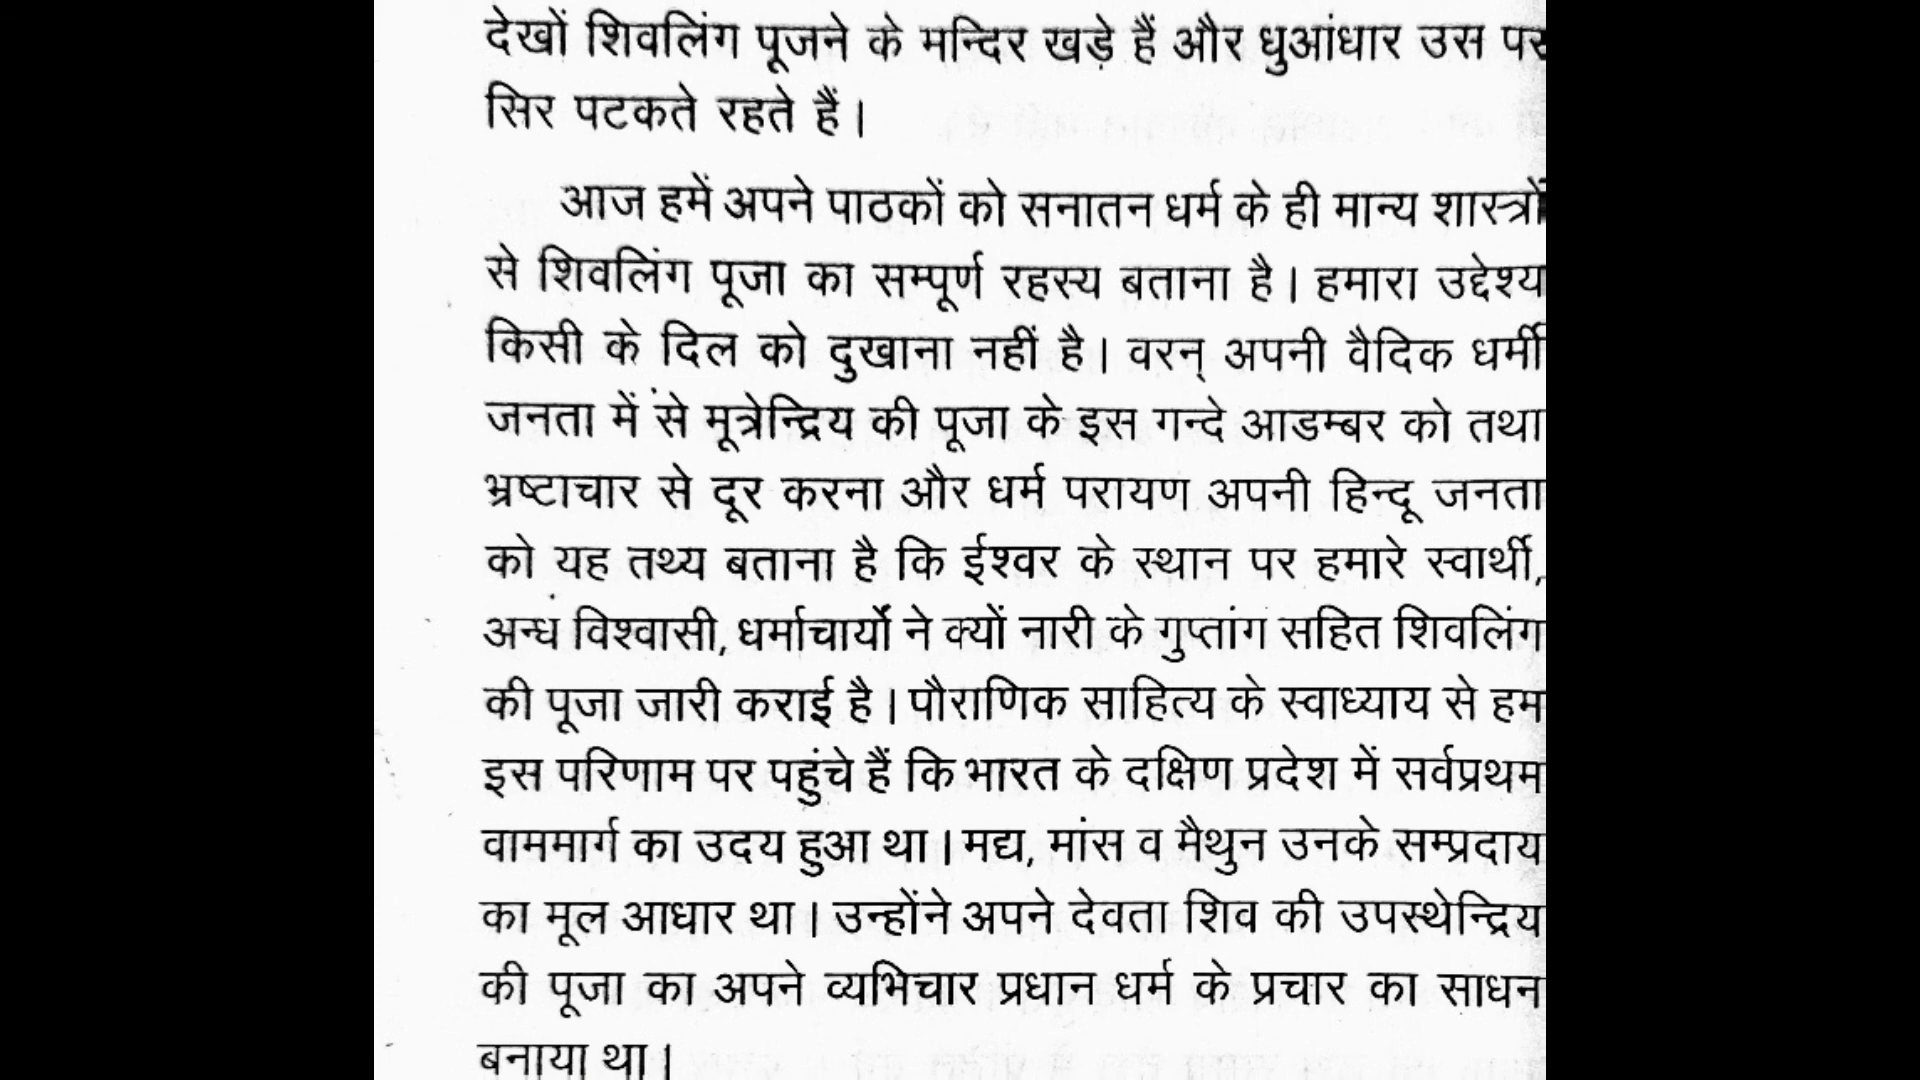 देखों शिवलिंग पूजने के मन्दिर खड़े हैं और धुआंधार उस पर
सिर पटकते रहते हैं।
आज हमें अपने पाठकों को सनातन धर्म के ही मान्य शास्त्रों
से शिवलिंग पूजा का सम्पूर्ण रहस्य बताना है। हमारा उद्देश्य
किसी के दिल को दुखाना नहीं है। वरन् अपनी वैदिक धर्मी
जनता में से मूत्रेन्द्रिय की पूजा के इस गन्दे आडम्बर को तथा
भ्रष्टाचार से दूर करना और धर्म परायण अपनी हिन्दू जनता
को यह तथ्य बताना है कि ईश्वर के स्थान पर हमारे स्वार्थी,
अन्ध विश्वासी, धर्माचार्यों ने क्यों नारी के गुप्तांग सहित शिवलिंग
की पूजा जारी कराई है। पौराणिक साहित्य के स्वाध्याय से हम
इस परिणाम पर पहुंचे हैं कि भारत के दक्षिण प्रदेश में सर्वप्रथम
वाममार्ग का उदय हुआ था। मद्य, मांस व मैथुन उनके सम्प्रदाय
का मूल आधार था। उन्होंने अपने देवता शिव की उपस्थेन्द्रिय
की पूजा का अपने व्यभिचार प्रधान धर्म के प्रचार का साधन
बनाया था।